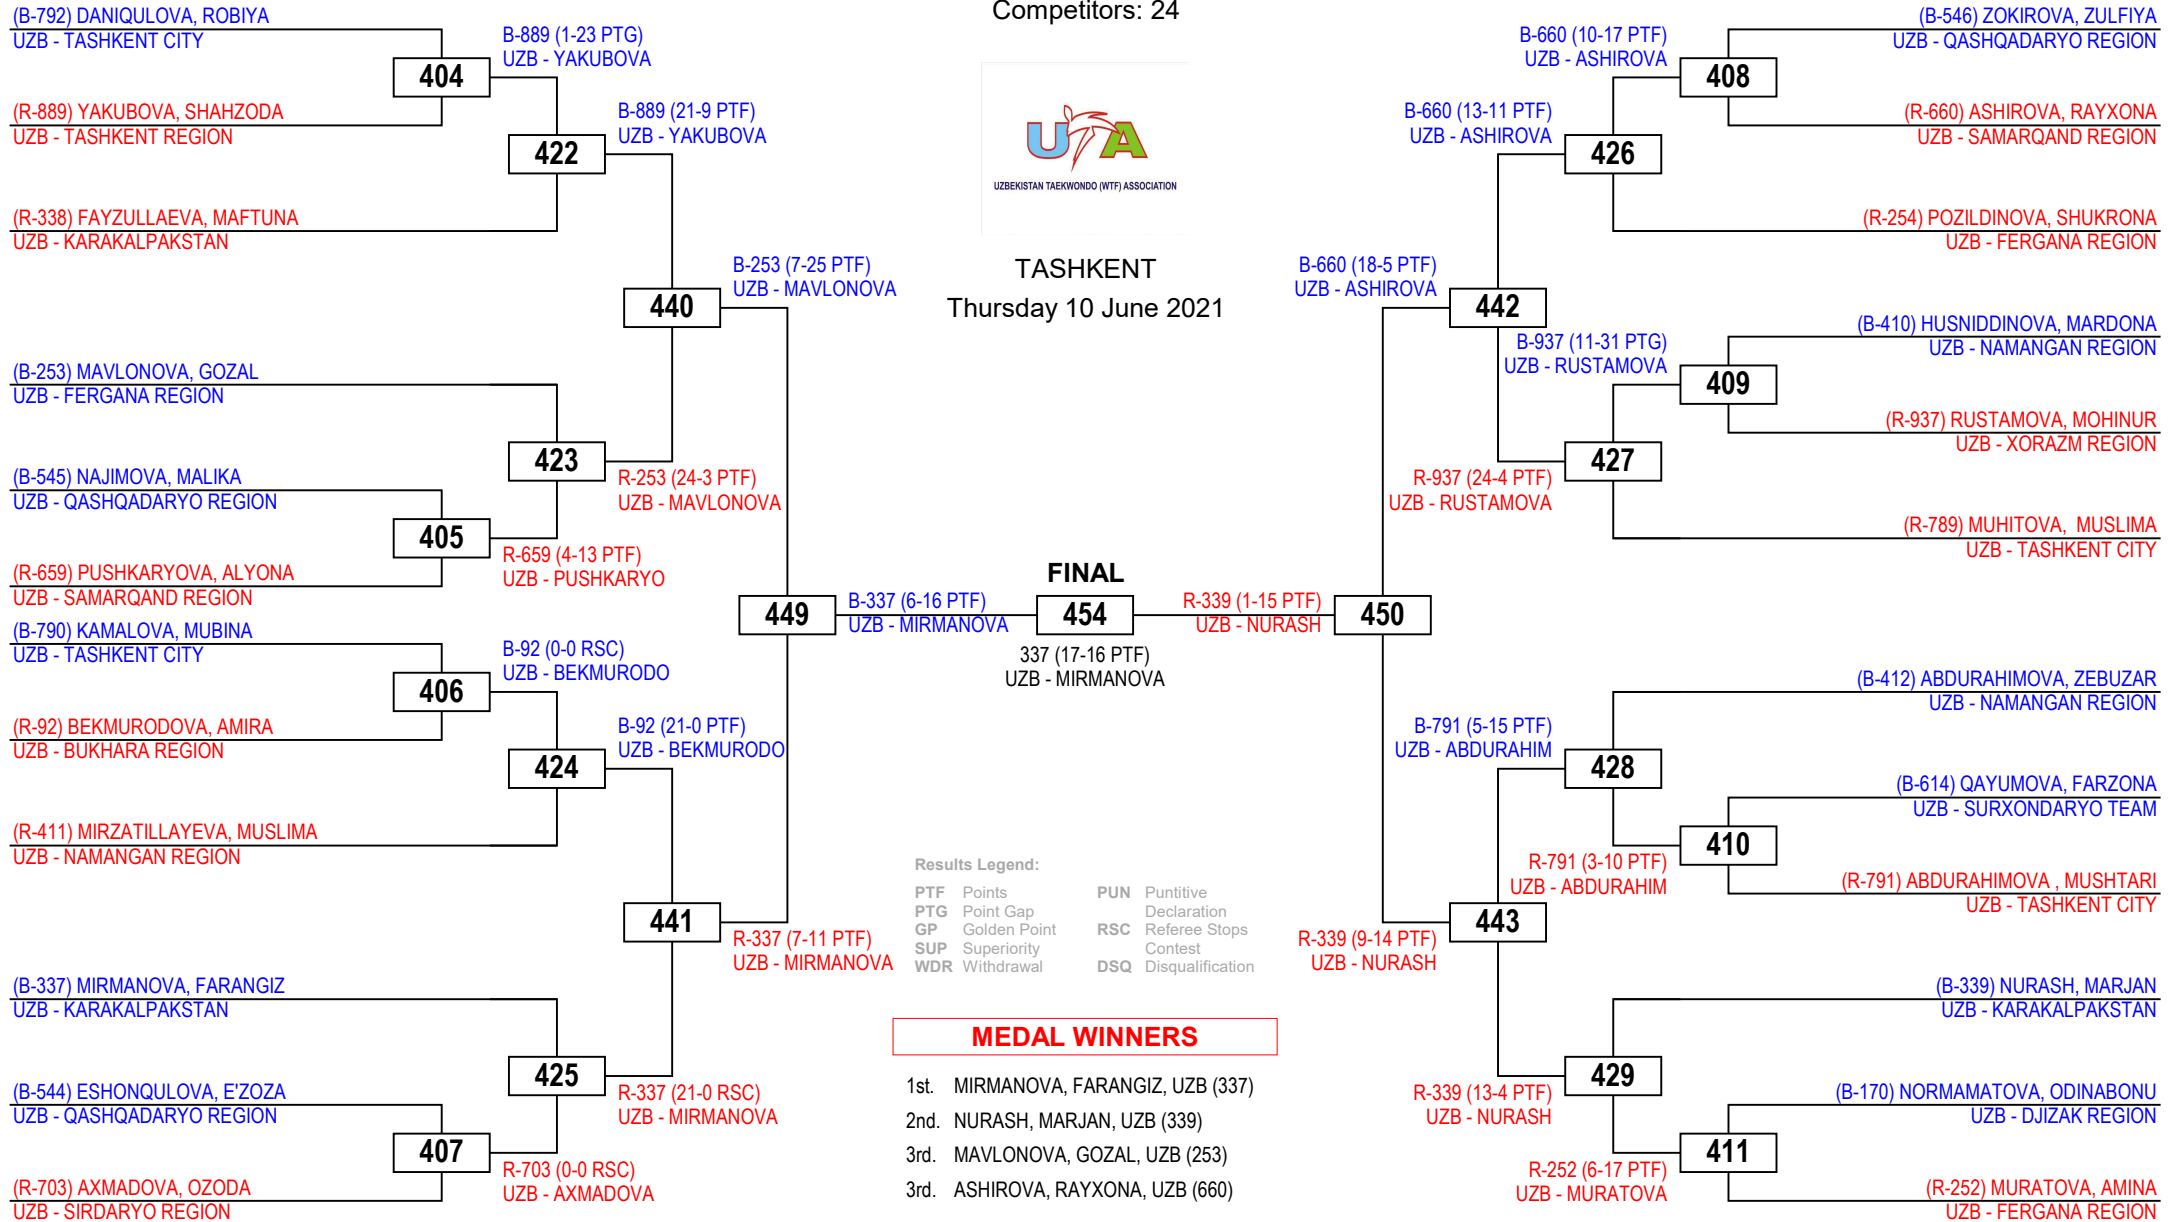 Competitors: 24
UZBEKISTAN TAEKWONDO (WTF) ASSOCIATION
TASHKENT
Thursday 10 June 2021
(B-792) DANIQULOVA, ROBIYA
UZB - TASHKENT CITY
404
B-889 (1-23 PTG)
UZB - YAKUBOVA
(R-889) YAKUBOVA, SHAHZODA
UZB - TASHKENT REGION
422
B-889 (21-9 PTF)
UZB - YAKUBOVA
(R-338) FAYZULLAEVA, MAFTUNA
UZB - KARAKALPAKSTAN
440
B-253 (7-25 PTF)
UZB - MAVLONOVA
(B-253) MAVLONOVA, GOZAL
UZB - FERGANA REGION
423
R-253 (24-3 PTF)
UZB - MAVLONOVA
(B-545) NAJIMOVA, MALIKA
UZB - QASHQADARYO REGION
405
R-659 (4-13 PTF)
UZB - PUSHKARYO
(R-659) PUSHKARYOVA, ALYONA
UZB - SAMARQAND REGION
449
B-337 (6-16 PTF)
UZB - MIRMANOVA
(B-790) KAMALOVA, MUBINA
UZB - TASHKENT CITY
406
B-92 (0-0 RSC)
UZB - BEKMURODO
(R-92) BEKMURODOVA, AMIRA
UZB - BUKHARA REGION
424
B-92 (21-0 PTF)
UZB - BEKMURODO
(R-411) MIRZATILLAYEVA, MUSLIMA
UZB - NAMANGAN REGION
441
R-337 (7-11 PTF)
UZB - MIRMANOVA
(B-337) MIRMANOVA, FARANGIZ
UZB - KARAKALPAKSTAN
425
R-337 (21-0 RSC)
UZB - MIRMANOVA
(B-544) ESHONQULOVA, E'ZOZA
UZB - QASHQADARYO REGION
407
R-703 (0-0 RSC)
UZB - AXMADOVA
(R-703) AXMADOVA, OZODA
UZB - SIRDARYO REGION
FINAL
454
337 (17-16 PTF)
UZB - MIRMANOVA
(B-546) ZOKIROVA, ZULFIYA
UZB - QASHQADARYO REGION
408
B-660 (10-17 PTF)
UZB - ASHIROVA
(R-660) ASHIROVA, RAYXONA
UZB - SAMARQAND REGION
426
B-660 (13-11 PTF)
UZB - ASHIROVA
(R-254) POZILDINOVA, SHUKRONA
UZB - FERGANA REGION
442
B-660 (18-5 PTF)
UZB - ASHIROVA
(B-410) HUSNIDDINOVA, MARDONA
UZB - NAMANGAN REGION
409
B-937 (11-31 PTG)
UZB - RUSTAMOVA
(R-937) RUSTAMOVA, MOHINUR
UZB - XORAZM REGION
427
R-937 (24-4 PTF)
UZB - RUSTAMOVA
(R-789) MUHITOVA, MUSLIMA
UZB - TASHKENT CITY
450
R-339 (1-15 PTF)
UZB - NURASH
(B-412) ABDURAHIMOVA, ZEBUZAR
UZB - NAMANGAN REGION
428
B-791 (5-15 PTF)
UZB - ABDURAHIM
(B-614) QAYUMOVA, FARZONA
UZB - SURXONDARYO TEAM
410
R-791 (3-10 PTF)
UZB - ABDURAHIM
(R-791) ABDURAHIMOVA , MUSHTARI
UZB - TASHKENT CITY
443
R-339 (9-14 PTF)
UZB - NURASH
(B-339) NURASH, MARJAN
UZB - KARAKALPAKSTAN
429
R-339 (13-4 PTF)
UZB - NURASH
(B-170) NORMAMATOVA, ODINABONU
UZB - DJIZAK REGION
411
R-252 (6-17 PTF)
UZB - MURATOVA
(R-252) MURATOVA, AMINA
UZB - FERGANA REGION
Results Legend:
PTF Points
PTG Point Gap
GP Golden Point
SUP Superiority
WDR Withdrawal
PUN Puntitive
Declaration
RSC Referee Stops
Contest
DSQ Disqualification
MEDAL WINNERS
1st. MIRMANOVA, FARANGIZ, UZB (337)
2nd. NURASH, MARJAN, UZB (339)
3rd. MAVLONOVA, GOZAL, UZB (253)
3rd. ASHIROVA, RAYXONA, UZB (660)